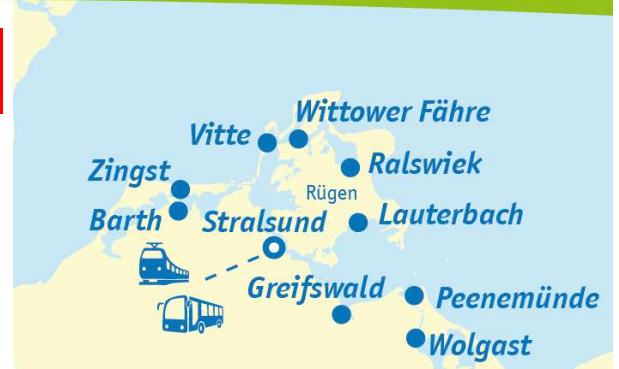 Wittower Fähre
Vitte
Ralswiek
Zingst
Rügen
Barth
Stralsund
Lauterbach
Greifswald
Peenemünde
Wolgast